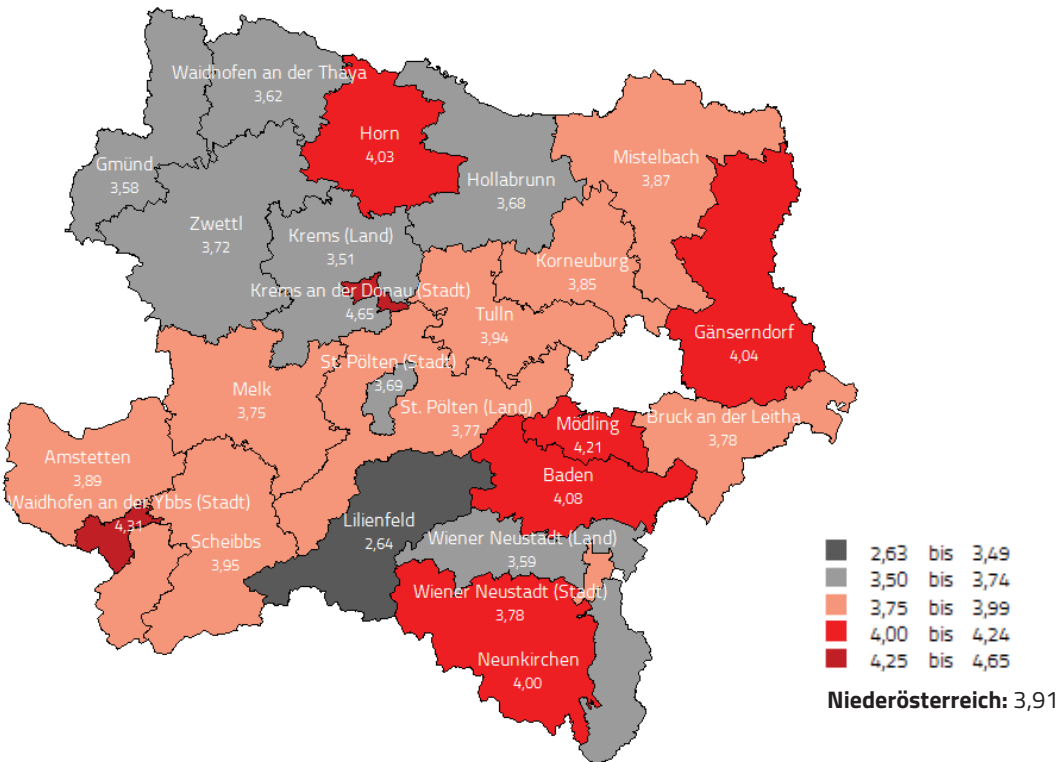 Waidhofen an der Thaya
3,62
Horn
4,03
Gmünd
3,58
Mistelbach
3,87
Hollabrunn
3,68
Zwettl
3,72
Krems (Land)
3,51
Korneuburg
3,85
Krems an der Donau (Stadt)
4,65
Tulln
3,94
Gänserndorf
4,04
St. Pölten (Stadt)
3,69
Melk
3,75
St. Pölten (Land)
3,77
Mödling
4,21
Bruck an der Leitha
3,78
Amstetten
3,89
Baden
4,08
Waidhofen an der Ybbs (Stadt)
4,31
Lilienfeld
2,64
Scheibbs
3,95
Wiener Neustadt (Land)
3,59
Wiener Neustadt (Stadt)
3,78
Neunkirchen
4,00
2,63 bis 3,49
3,50 bis 3,74
3,75 bis 3,99
4,00 bis 4,24
4,25 bis 4,65
Niederösterreich: 3,91